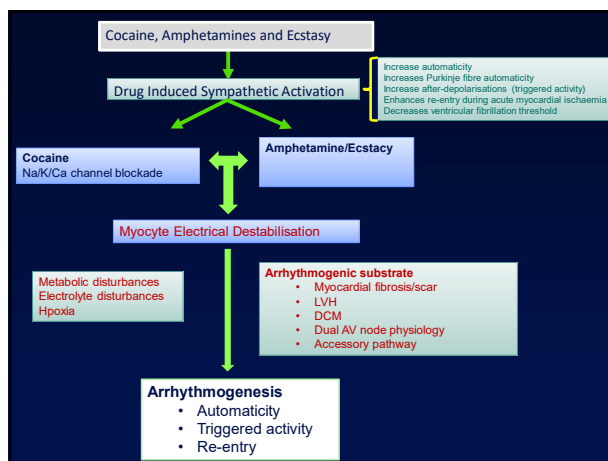 Cocaine, Amphetamines and Ecstasy
Drug Induced Sympathetic Activation
Increase automaticity
Increases Purkinje fibre automaticity
Increase after-depolarisations (triggered activity)
Enhances re-entry during acute myocardial ischaemia
Decreases ventricular fibrillation threshold
Cocaine
Na/K/Ca channel blockade
Amphetamine/Ecstacy
Myocyte Electrical Destabilisation
Metabolic disturbances
Electrolyte disturbances
Hpoxia
Arrhythmogenic substrate
• Myocardial fibrosis/scar
• LVH
• DCM
• Dual AV node physiology
• Accessory pathway
Arrhythmogenesis
• Automaticity
• Triggered activity
• Re-entry